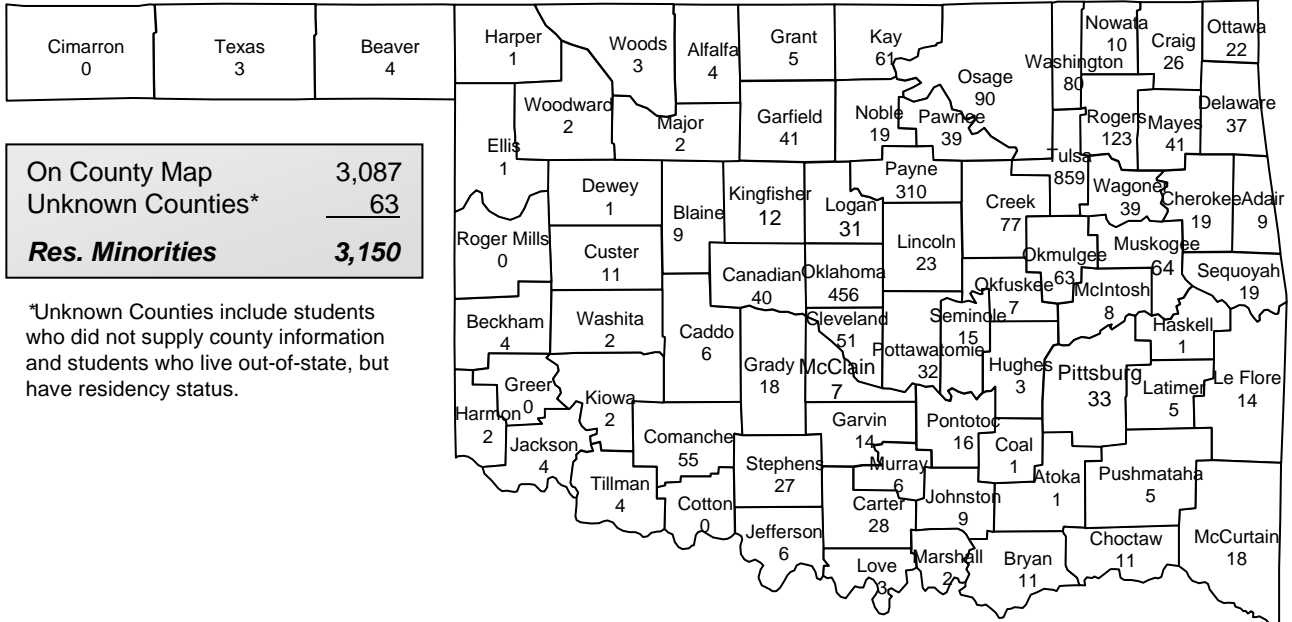 Cimarron
0
Texas
3
Beaver
4
Harper
1
Woods
3
Alfalfa
4
Grant
5
Kay
61
Osage
90
Washington
80
Nowata
10
Craig
26
Ottawa
22
Ellis
1
Woodward
2
Major
2
Garfield
41
Noble
19
Pawnee
39
Rogers
123
Mayes
41
Delaware
37
Tulsa
859
Dewey
1
Blaine
9
Kingfisher
12
Logan
31
Payne
310
Creek
77
Wagoner
39
Cherokee
19
Adair
9
Roger Mills
0
Custer
11
Canadian
40
Oklahoma
456
Lincoln
23
Okmulgee
63
Muskogee
64
Sequoyah
19
Okfuskee
7
McIntosh
8
Beckham
4
Washita
2
Caddo
6
Cleveland
51
Seminole
15
Haskell
1
Grady
18
McClain
7
Pottawatomie
32
Hughes
3
Pittsburg
33
Latimer
5
Le Flore
14
Greer
0
Kiowa
2
Harmon
2
Jackson
4
Comanche
55
Garvin
14
Pontotoc
16
Coal
1
Stephens
27
Murray
6
Atoka
1
Pushmataha
5
Tillman
4
Cotton
0
Carter
28
Johnston
9
Jefferson
6
Love
3
Marshall
2
Bryan
11
Choctaw
11
McCurtain
18
On County Map 3,087
Unknown Counties* 63
Res. Minorities 3,150
*Unknown Counties include students
who did not supply county information
and students who live out-of-state, but
have residency status.